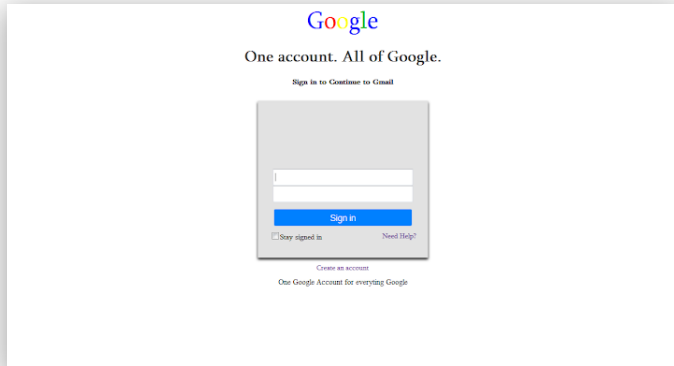 Google
One account. All of Google.
Sign in to Continue to Gmail
Sign in
Stay signed in
Need Help?
Create an account
One Google Account for everyting Google